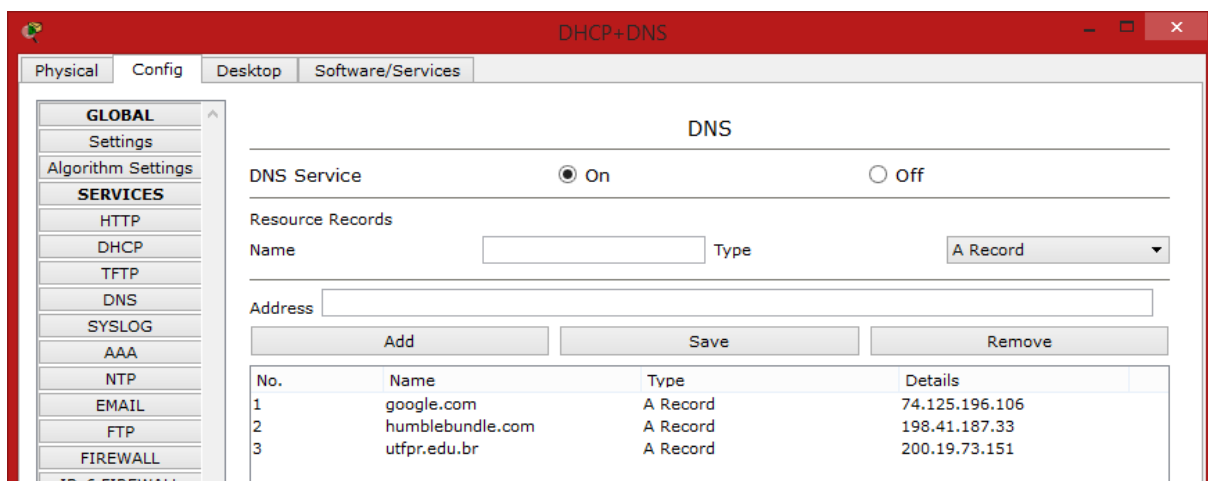 DHCP+DNS
Physical Config Desktop Software/Services
GLOBAL
Settings
Algorithm Settings
SERVICES
HTTP
DHCP
TFTP
DNS
SYSLOG
AAA
NTP
EMAIL
FTP
FIREWALL
DNS
DNS Service On Off
Resource Records
Name Type A Record
Address
Add Save Remove
No. Name Type Details
1 google.com A Record 74.125.196.106
2 humblebundle.com A Record 198.41.187.33
3 utfpr.edu.br A Record 200.19.73.151